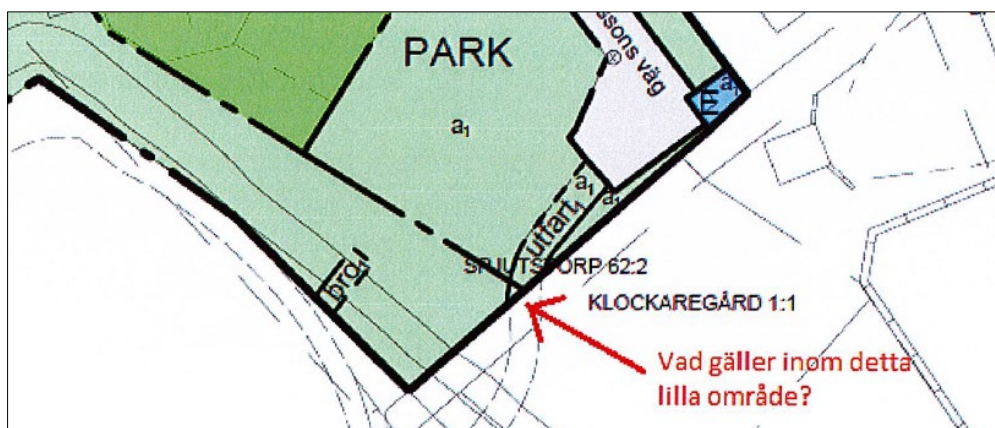 PARK
ssons väg
a₁
a₁
a₁
utfart₁
bro₁
SPJUTSTORP 62:2
KLOCKAREGÅRD 1:1
Vad gäller inom detta
lilla område?